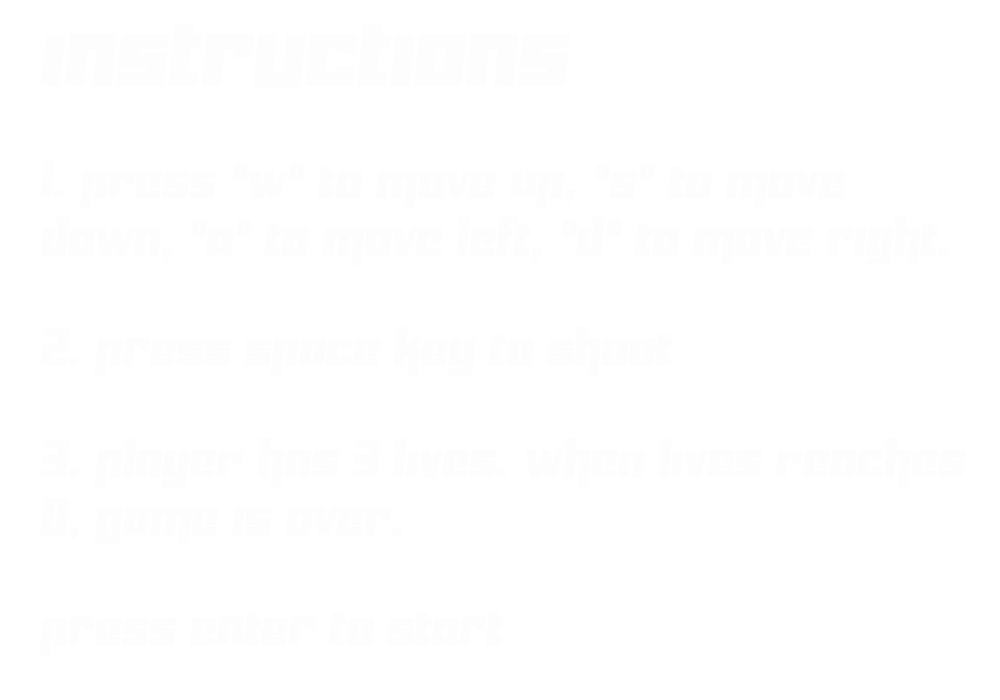 instructions
1. press "w" to move up, "s" to move
down, "a" to move left, "d" to move right.
2. press space key to shoot
3. player has 3 lives. when lives reaches
0, game is over.
press enter to start